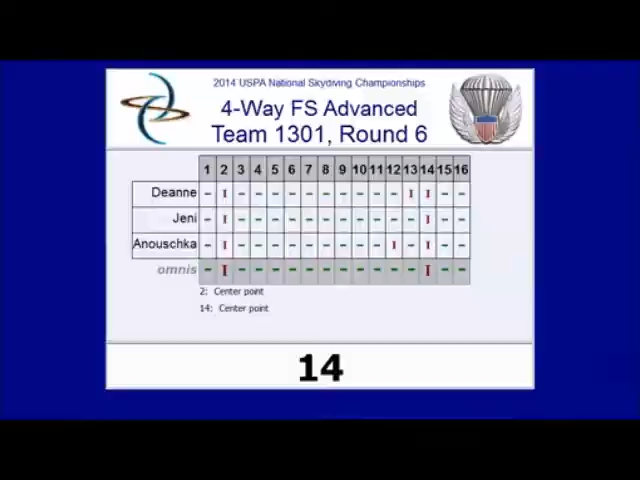 2014 USPA National Skydiving Championships
4-Way FS Advanced
Team 1301, Round 6
1 2 3 4 5 6 7 8 9 10 11 12 13 14 15 16
Deanne - I - - - - - - - - - - I I - -
Jeni - I - - - - - - - - - - - I - -
Anouschka - I - - - - - - - - - I - I - -
omnis - I - - - - - - - - - - - I - -
2: Center point
14: Center point
14